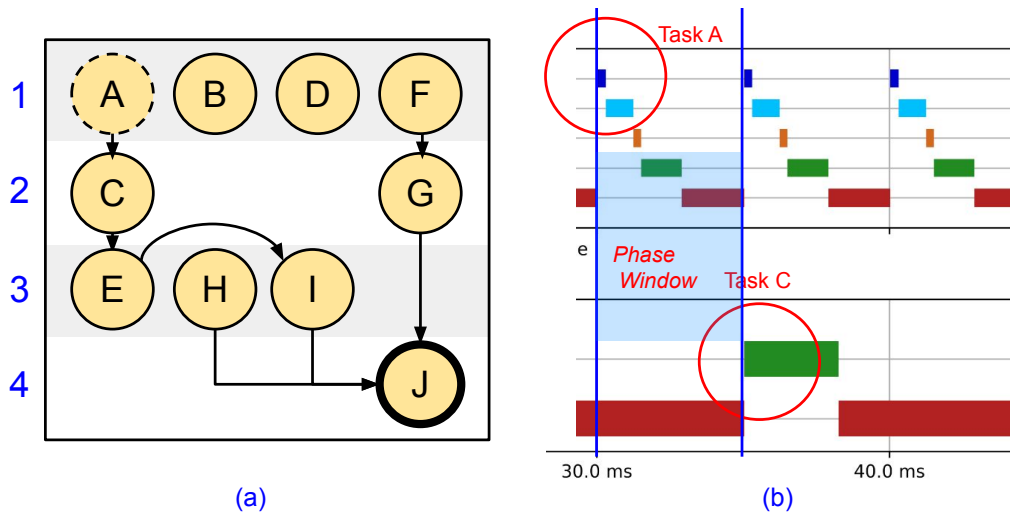 1
A B D F
2
C G
3
E H I
4
J
(a)
Task A
e
Phase
Window
Task C
30.0 ms 40.0 ms
(b)